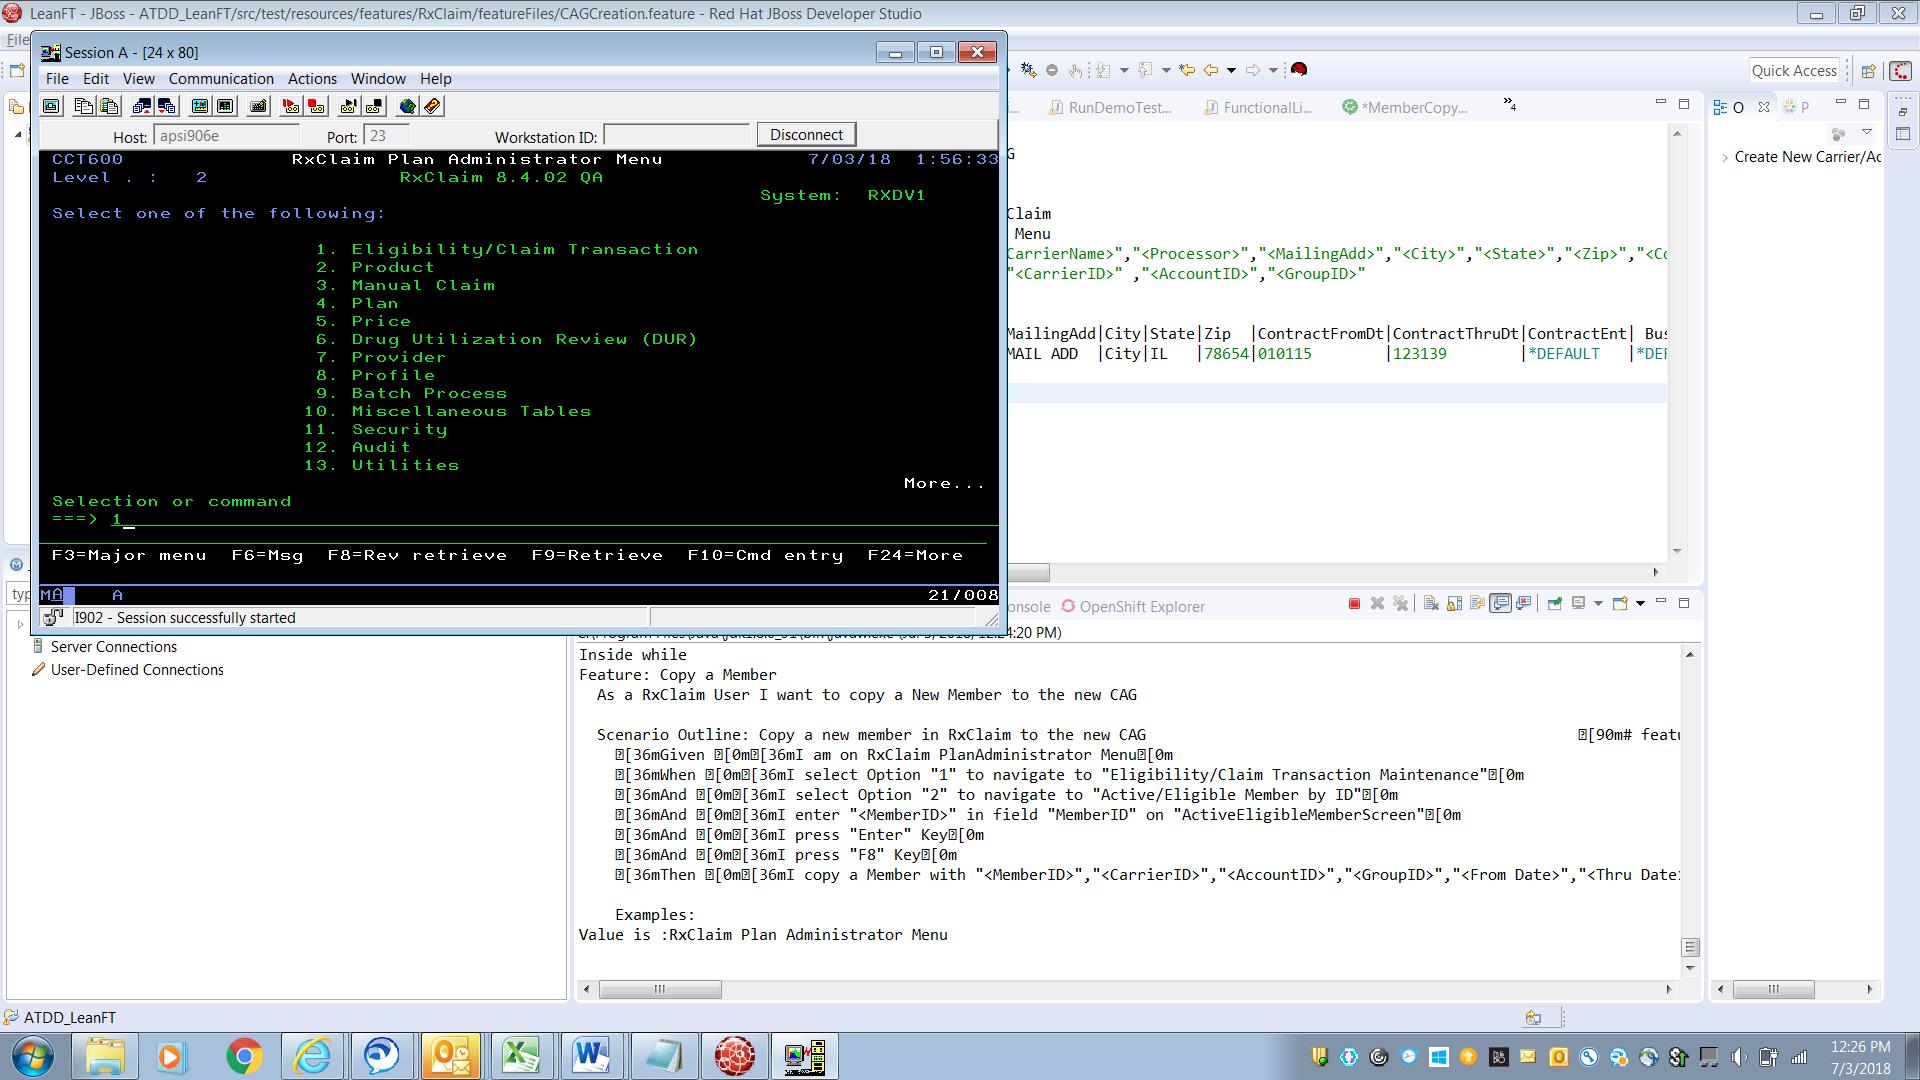 LeanFT - JBoss - ATDD_LeanFT/src/test/resources/features/RxClaim/featureFiles/CAGCreation.feature - Red Hat JBoss Developer Studio
File
Session A - [24 x 80]
File Edit View Communication Actions Window Help
Host: apsi906e Port: 23 Workstation ID: Disconnect
CCT600 RxClaim Plan Administrator Menu 7/03/18 1:56:33
Level . : 2 RxClaim 8.4.02 QA
System: RXDV1
Select one of the following:
1. Eligibility/Claim Transaction
2. Product
3. Manual Claim
4. Plan
5. Price
6. Drug Utilization Review (DUR)
7. Provider
8. Profile
9. Batch Process
10. Miscellaneous Tables
11. Security
12. Audit
13. Utilities
More...
Selection or command
===> 1
F3=Major menu F6=Msg F8=Rev retrieve F9=Retrieve F10=Cmd entry F24=More
MA A 21/008
I902 - Session successfully started
Quick Access
RunDemoTest... FunctionalLi... *MemberCopy... »4
O P
Create New Carrier/Ac
G
Claim
Menu
CarrierName>","<Processor>","<MailingAdd>","<City>","<State>","<Zip>","<Co
"<CarrierID>" ,"<AccountID>","<GroupID>"
MailingAdd|City|State|Zip |ContractFromDt|ContractThruDt|ContractEnt| Bus
MAIL ADD |City|IL |78654|010115 |123139 |*DEFAULT |*DEF
typ
Server Connections
User-Defined Connections
onsole OpenShift Explorer
4:20 PM)
Inside while
Feature: Copy a Member
As a RxClaim User I want to copy a New Member to the new CAG
Scenario Outline: Copy a new member in RxClaim to the new CAG [90m# featu
[36mGiven [0m[36mI am on RxClaim PlanAdministrator Menu[0m
[36mWhen [0m[36mI select Option "1" to navigate to "Eligibility/Claim Transaction Maintenance"[0m
[36mAnd [0m[36mI select Option "2" to navigate to "Active/Eligible Member by ID"[0m
[36mAnd [0m[36mI enter "<MemberID>" in field "MemberID" on "ActiveEligibleMemberScreen"[0m
[36mAnd [0m[36mI press "Enter" Key[0m
[36mAnd [0m[36mI press "F8" Key[0m
[36mThen [0m[36mI copy a Member with "<MemberID>","<CarrierID>","<AccountID>","<GroupID>","<From Date>","<Thru Date>
Examples:
Value is :RxClaim Plan Administrator Menu
ATDD_LeanFT
12:26 PM
7/3/2018